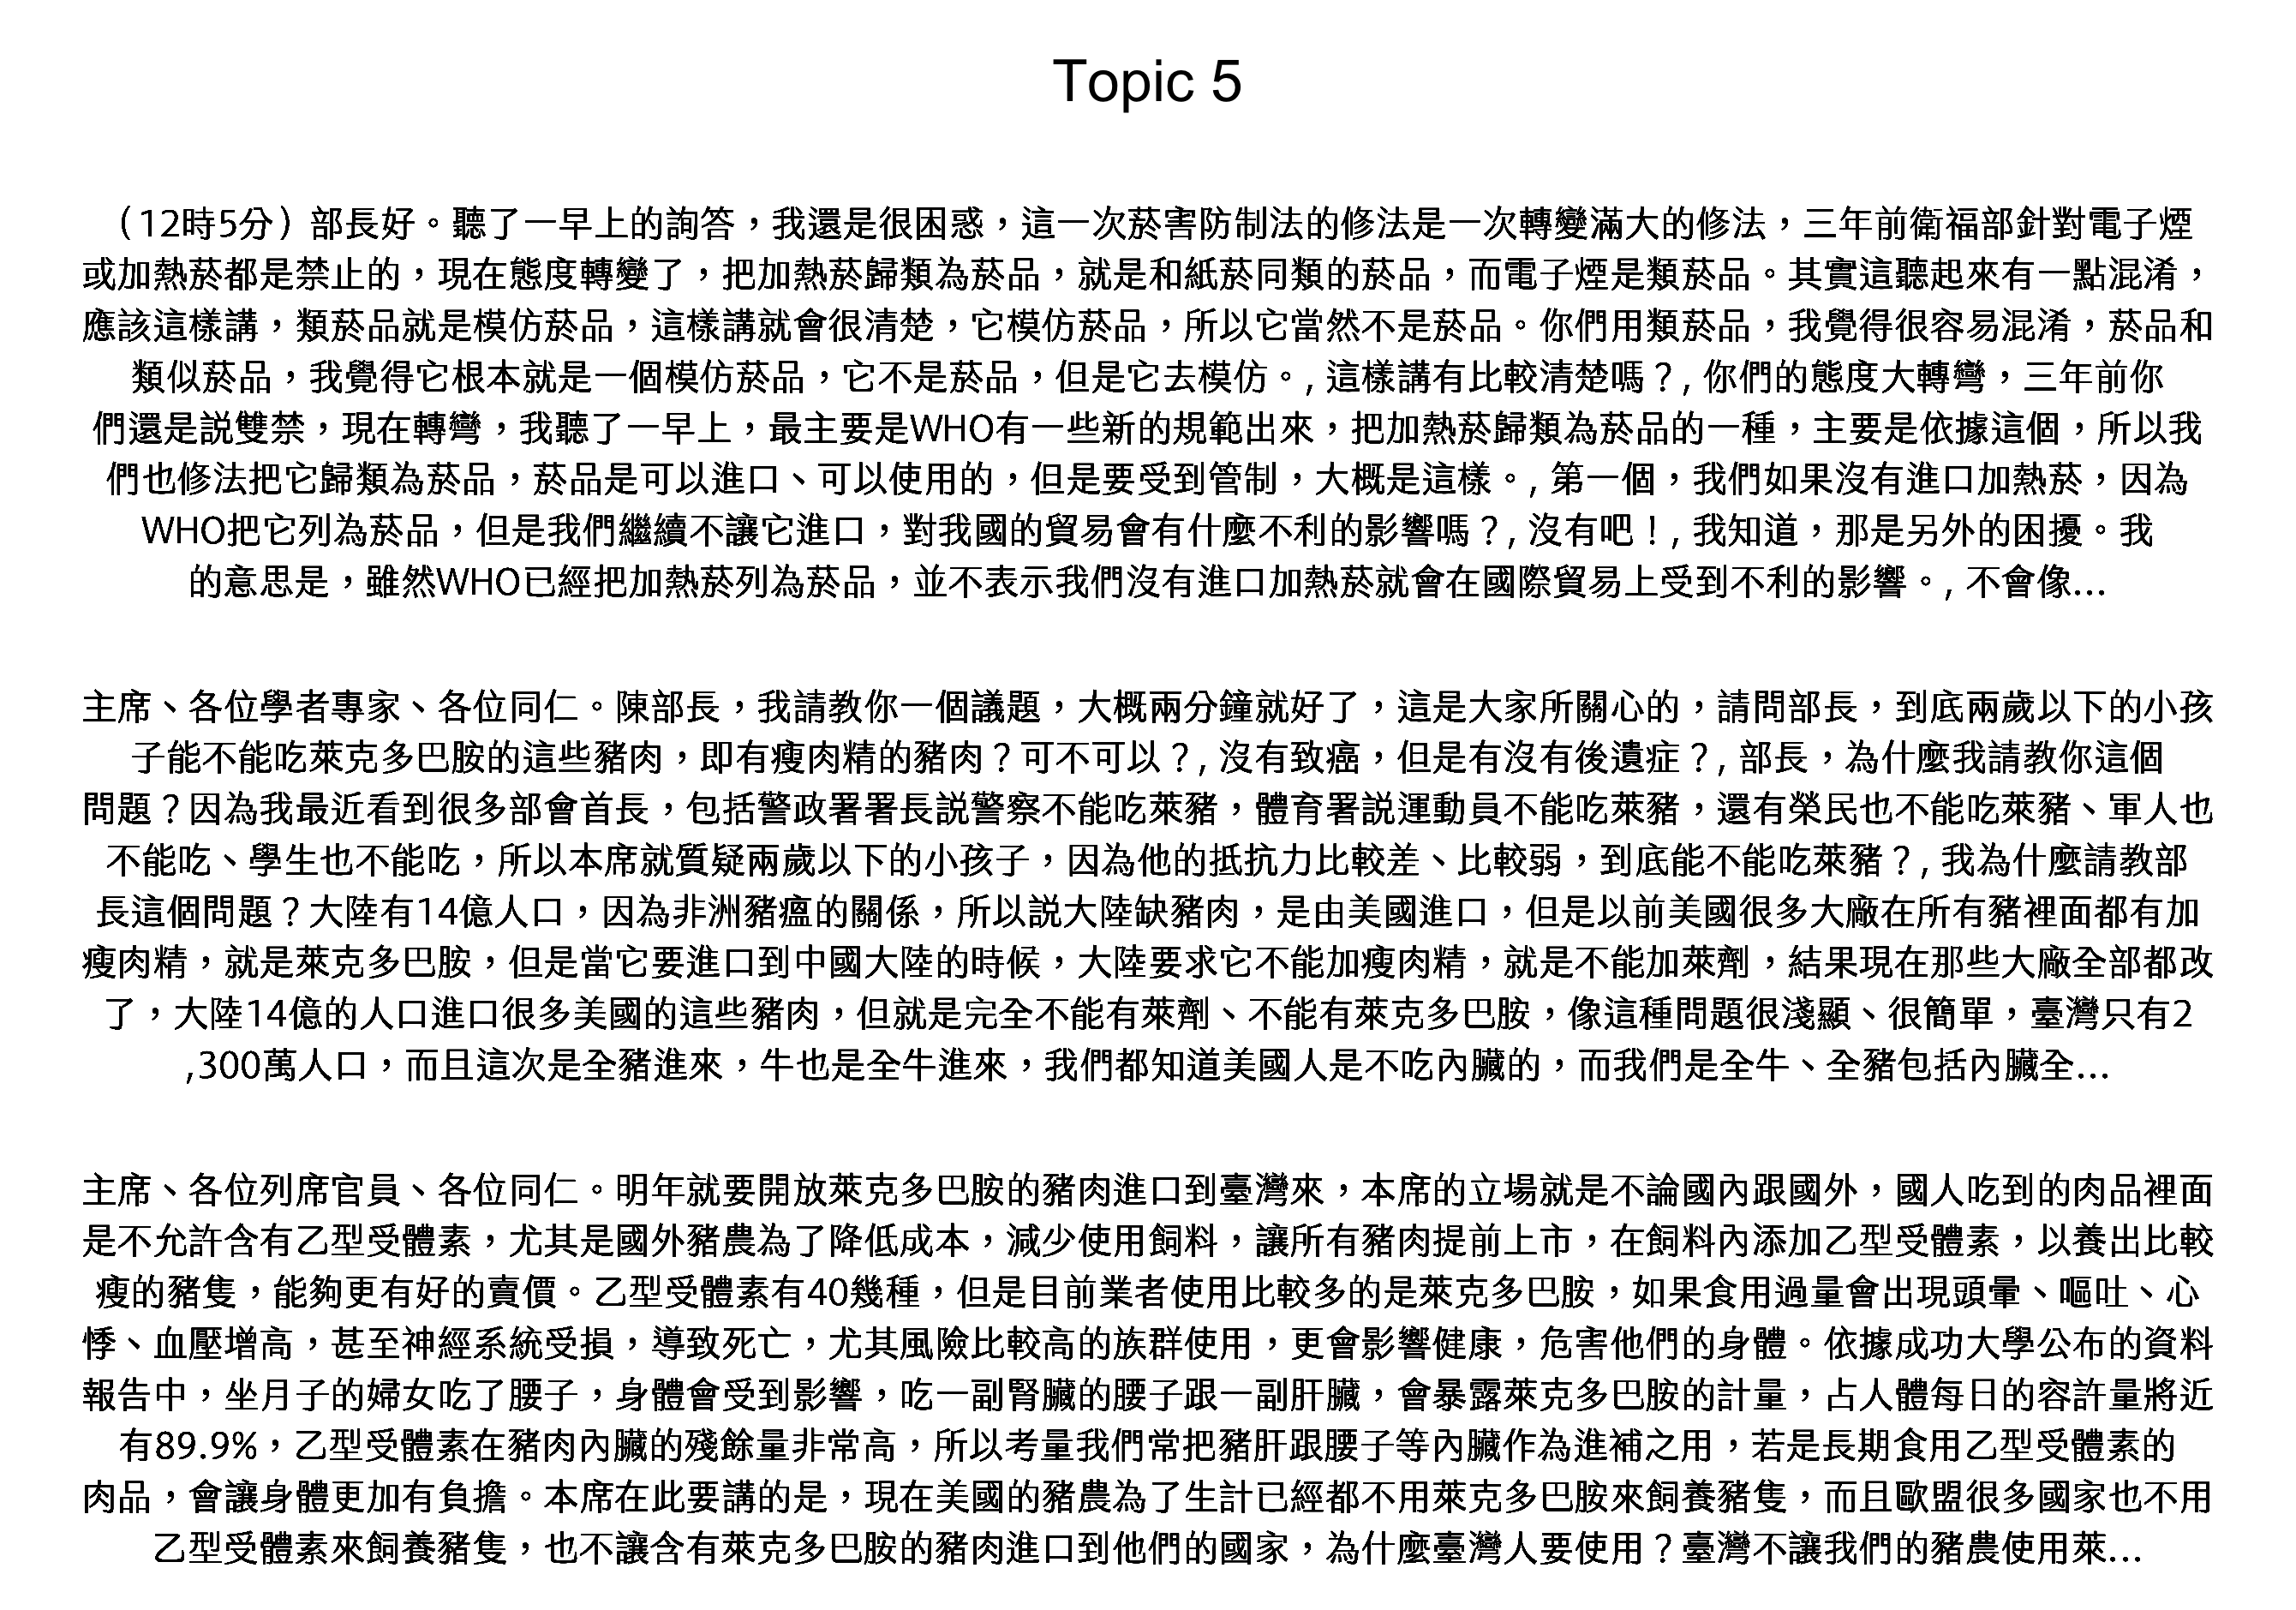 Topic 5
（12時5分）部長好。聽了一早上的詢答，我還是很困惑，這一次菸害防制法的修法是一次轉變滿大的修法，三年前衛福部針對電子煙
或加熱菸都是禁止的，現在態度轉變了，把加熱菸歸類為菸品，就是和紙菸同類的菸品，而電子煙是類菸品。其實這聽起來有一點混淆，
應該這樣講，類菸品就是模仿菸品，這樣講就會很清楚，它模仿菸品，所以它當然不是菸品。你們用類菸品，我覺得很容易混淆，菸品和
類似菸品，我覺得它根本就是一個模仿菸品，它不是菸品，但是它去模仿。, 這樣講有比較清楚嗎？, 你們的態度大轉彎，三年前你
們還是説雙禁，現在轉彎，我聽了一早上，最主要是WHO有一些新的規範出來，把加熱菸歸類為菸品的一種，主要是依據這個，所以我
們也修法把它歸類為菸品，菸品是可以進口、可以使用的，但是要受到管制，大概是這樣。, 第一個，我們如果沒有進口加熱菸，因為
WHO把它列為菸品，但是我們繼續不讓它進口，對我國的貿易會有什麼不利的影響嗎？, 沒有吧！, 我知道，那是另外的困擾。我
的意思是，雖然WHO已經把加熱菸列為菸品，並不表示我們沒有進口加熱菸就會在國際貿易上受到不利的影響。, 不會像...
主席、各位學者專家、各位同仁。陳部長，我請教你一個議題，大概兩分鐘就好了，這是大家所關心的，請問部長，到底兩歲以下的小孩
子能不能吃萊克多巴胺的這些豬肉，即有瘦肉精的豬肉？可不可以？, 沒有致癌，但是有沒有後遺症？, 部長，為什麼我請教你這個
問題？因為我最近看到很多部會首長，包括警政署署長説警察不能吃萊豬，體育署説運動員不能吃萊豬，還有榮民也不能吃萊豬、軍人也
不能吃、學生也不能吃，所以本席就質疑兩歲以下的小孩子，因為他的抵抗力比較差、比較弱，到底能不能吃萊豬？, 我為什麼請教部
長這個問題？大陸有14億人口，因為非洲豬瘟的關係，所以説大陸缺豬肉，是由美國進口，但是以前美國很多大廠在所有豬裡面都有加
瘦肉精，就是萊克多巴胺，但是當它要進口到中國大陸的時候，大陸要求它不能加瘦肉精，就是不能加萊劑，結果現在那些大廠全部都改
了，大陸14億的人口進口很多美國的這些豬肉，但就是完全不能有萊劑、不能有萊克多巴胺，像這種問題很淺顯、很簡單，臺灣只有2
,300萬人口，而且這次是全豬進來，牛也是全牛進來，我們都知道美國人是不吃內臟的，而我們是全牛、全豬包括內臟全...
主席、各位列席官員、各位同仁。明年就要開放萊克多巴胺的豬肉進口到臺灣來，本席的立場就是不論國內跟國外，國人吃到的肉品裡面
是不允許含有乙型受體素，尤其是國外豬農為了降低成本，減少使用飼料，讓所有豬肉提前上市，在飼料內添加乙型受體素，以養出比較
瘦的豬隻，能夠更有好的賣價。乙型受體素有40幾種，但是目前業者使用比較多的是萊克多巴胺，如果食用過量會出現頭暈、嘔吐、心
悸、血壓增高，甚至神經系統受損，導致死亡，尤其風險比較高的族群使用，更會影響健康，危害他們的身體。依據成功大學公布的資料
報告中，坐月子的婦女吃了腰子，身體會受到影響，吃一副腎臟的腰子跟一副肝臟，會暴露萊克多巴胺的計量，占人體每日的容許量將近
有89.9%，乙型受體素在豬肉內臟的殘餘量非常高，所以考量我們常把豬肝跟腰子等內臟作為進補之用，若是長期食用乙型受體素的
肉品，會讓身體更加有負擔。本席在此要講的是，現在美國的豬農為了生計已經都不用萊克多巴胺來飼養豬隻，而且歐盟很多國家也不用
乙型受體素來飼養豬隻，也不讓含有萊克多巴胺的豬肉進口到他們的國家，為什麼臺灣人要使用？臺灣不讓我們的豬農使用萊...